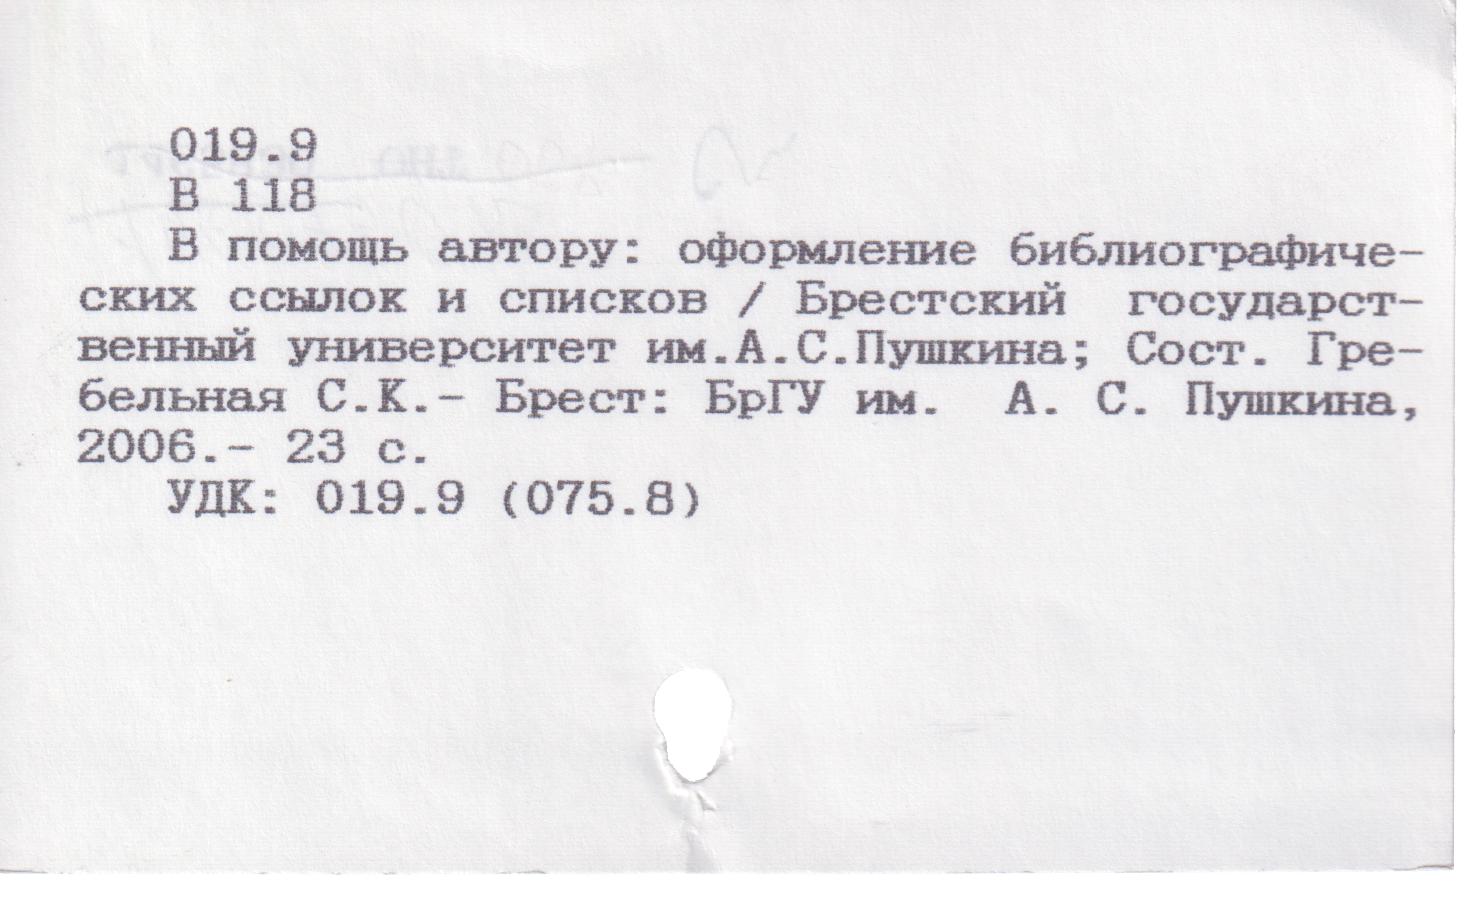 019.9
В 118
В помощь автору: оформление библиографиче-
ских ссылок и списков / Брестский государст-
венный университет им.А.С.Пушкина; Сост. Гре-
бельная С.К.- Брест: БрГУ им. А. С. Пушкина,
2006.- 23 с.
УДК: 019.9 (075.8)